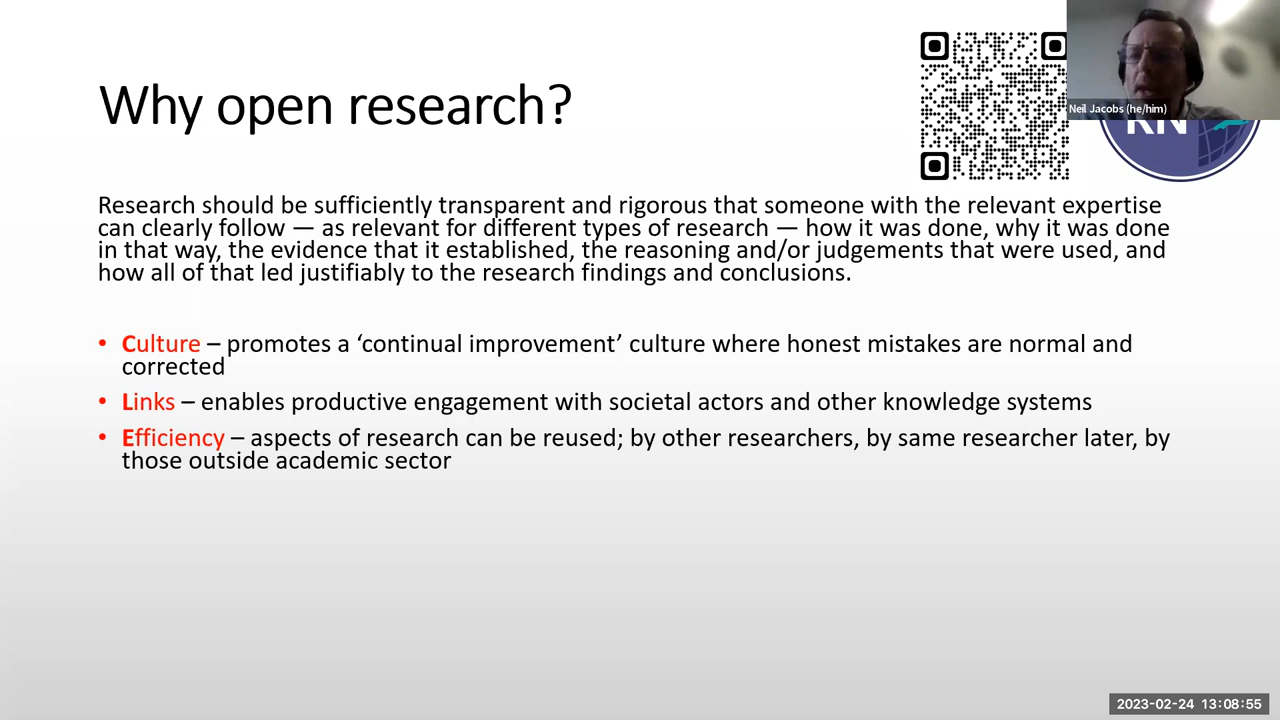 Why open research?
Neil Jacobs (he/him)
RN
Research should be sufficiently transparent and rigorous that someone with the relevant expertise
can clearly follow — as relevant for different types of research — how it was done, why it was done
in that way, the evidence that it established, the reasoning and/or judgements that were used, and
how all of that led justifiably to the research findings and conclusions.
• Culture – promotes a ‘continual improvement’ culture where honest mistakes are normal and
corrected
• Links – enables productive engagement with societal actors and other knowledge systems
• Efficiency – aspects of research can be reused; by other researchers, by same researcher later, by
those outside academic sector
2023-02-24 13:08:55